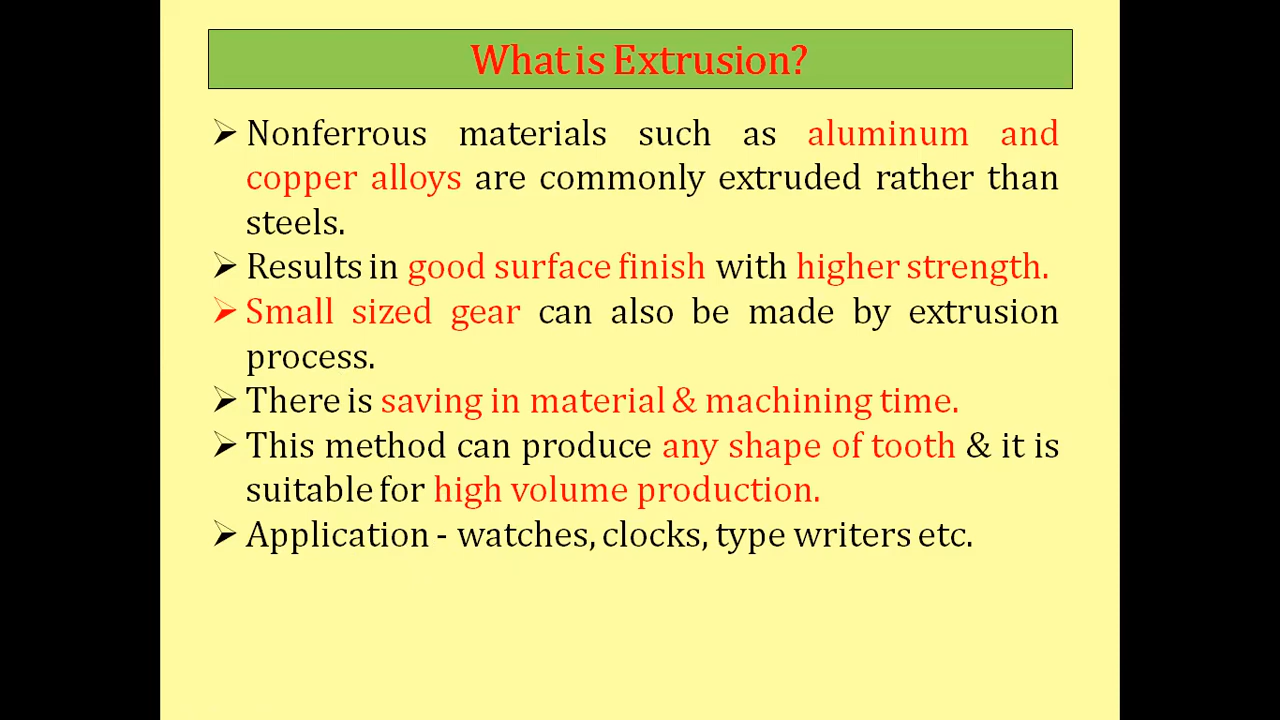 What is Extrusion?
➢ Nonferrous materials such as aluminum and
copper alloys are commonly extruded rather than
steels.
➢ Results in good surface finish with higher strength.
➢ Small sized gear can also be made by extrusion
process.
➢ There is saving in material & machining time.
➢ This method can produce any shape of tooth & it is
suitable for high volume production.
➢ Application - watches, clocks, type writers etc.